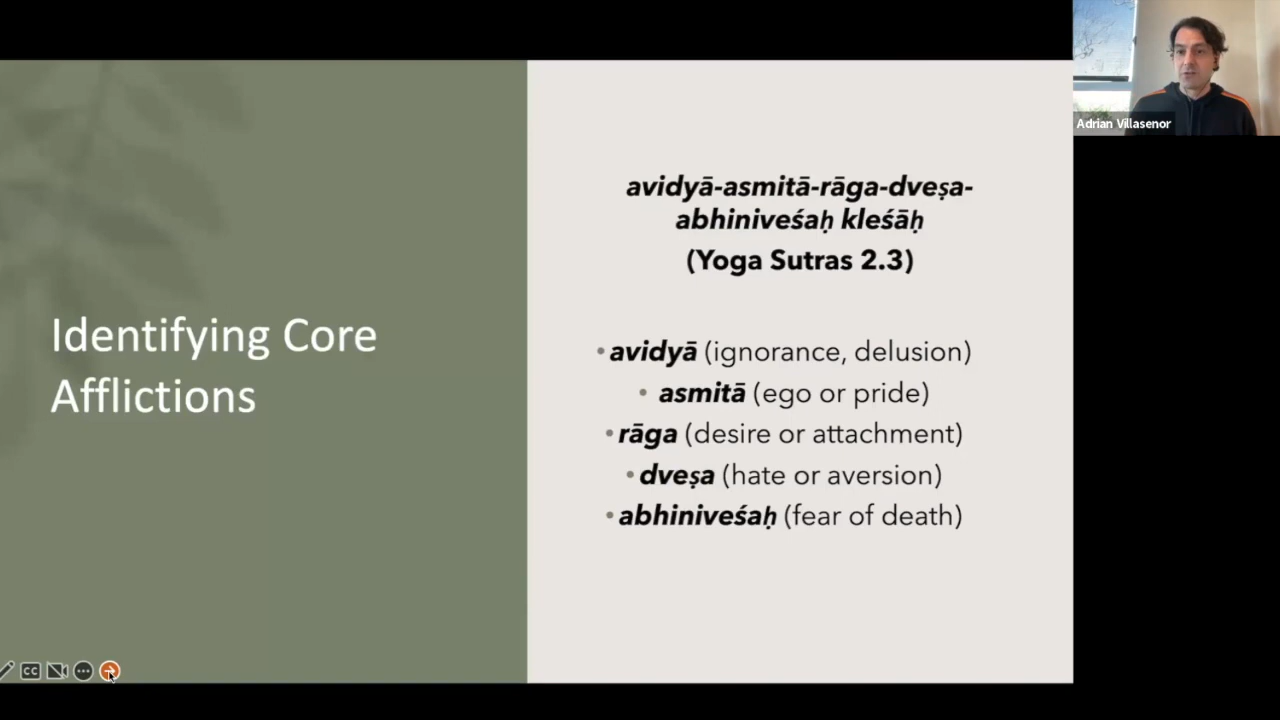 Adrian Villasenor
avidyā-asmitā-rāga-dveṣa-
abhiniveśaḥ kleśāḥ
(Yoga Sutras 2.3)
Identifying Core
Afflictions
• avidyā (ignorance, delusion)
• asmitā (ego or pride)
• rāga (desire or attachment)
• dveṣa (hate or aversion)
• abhiniveśaḥ (fear of death)
CC